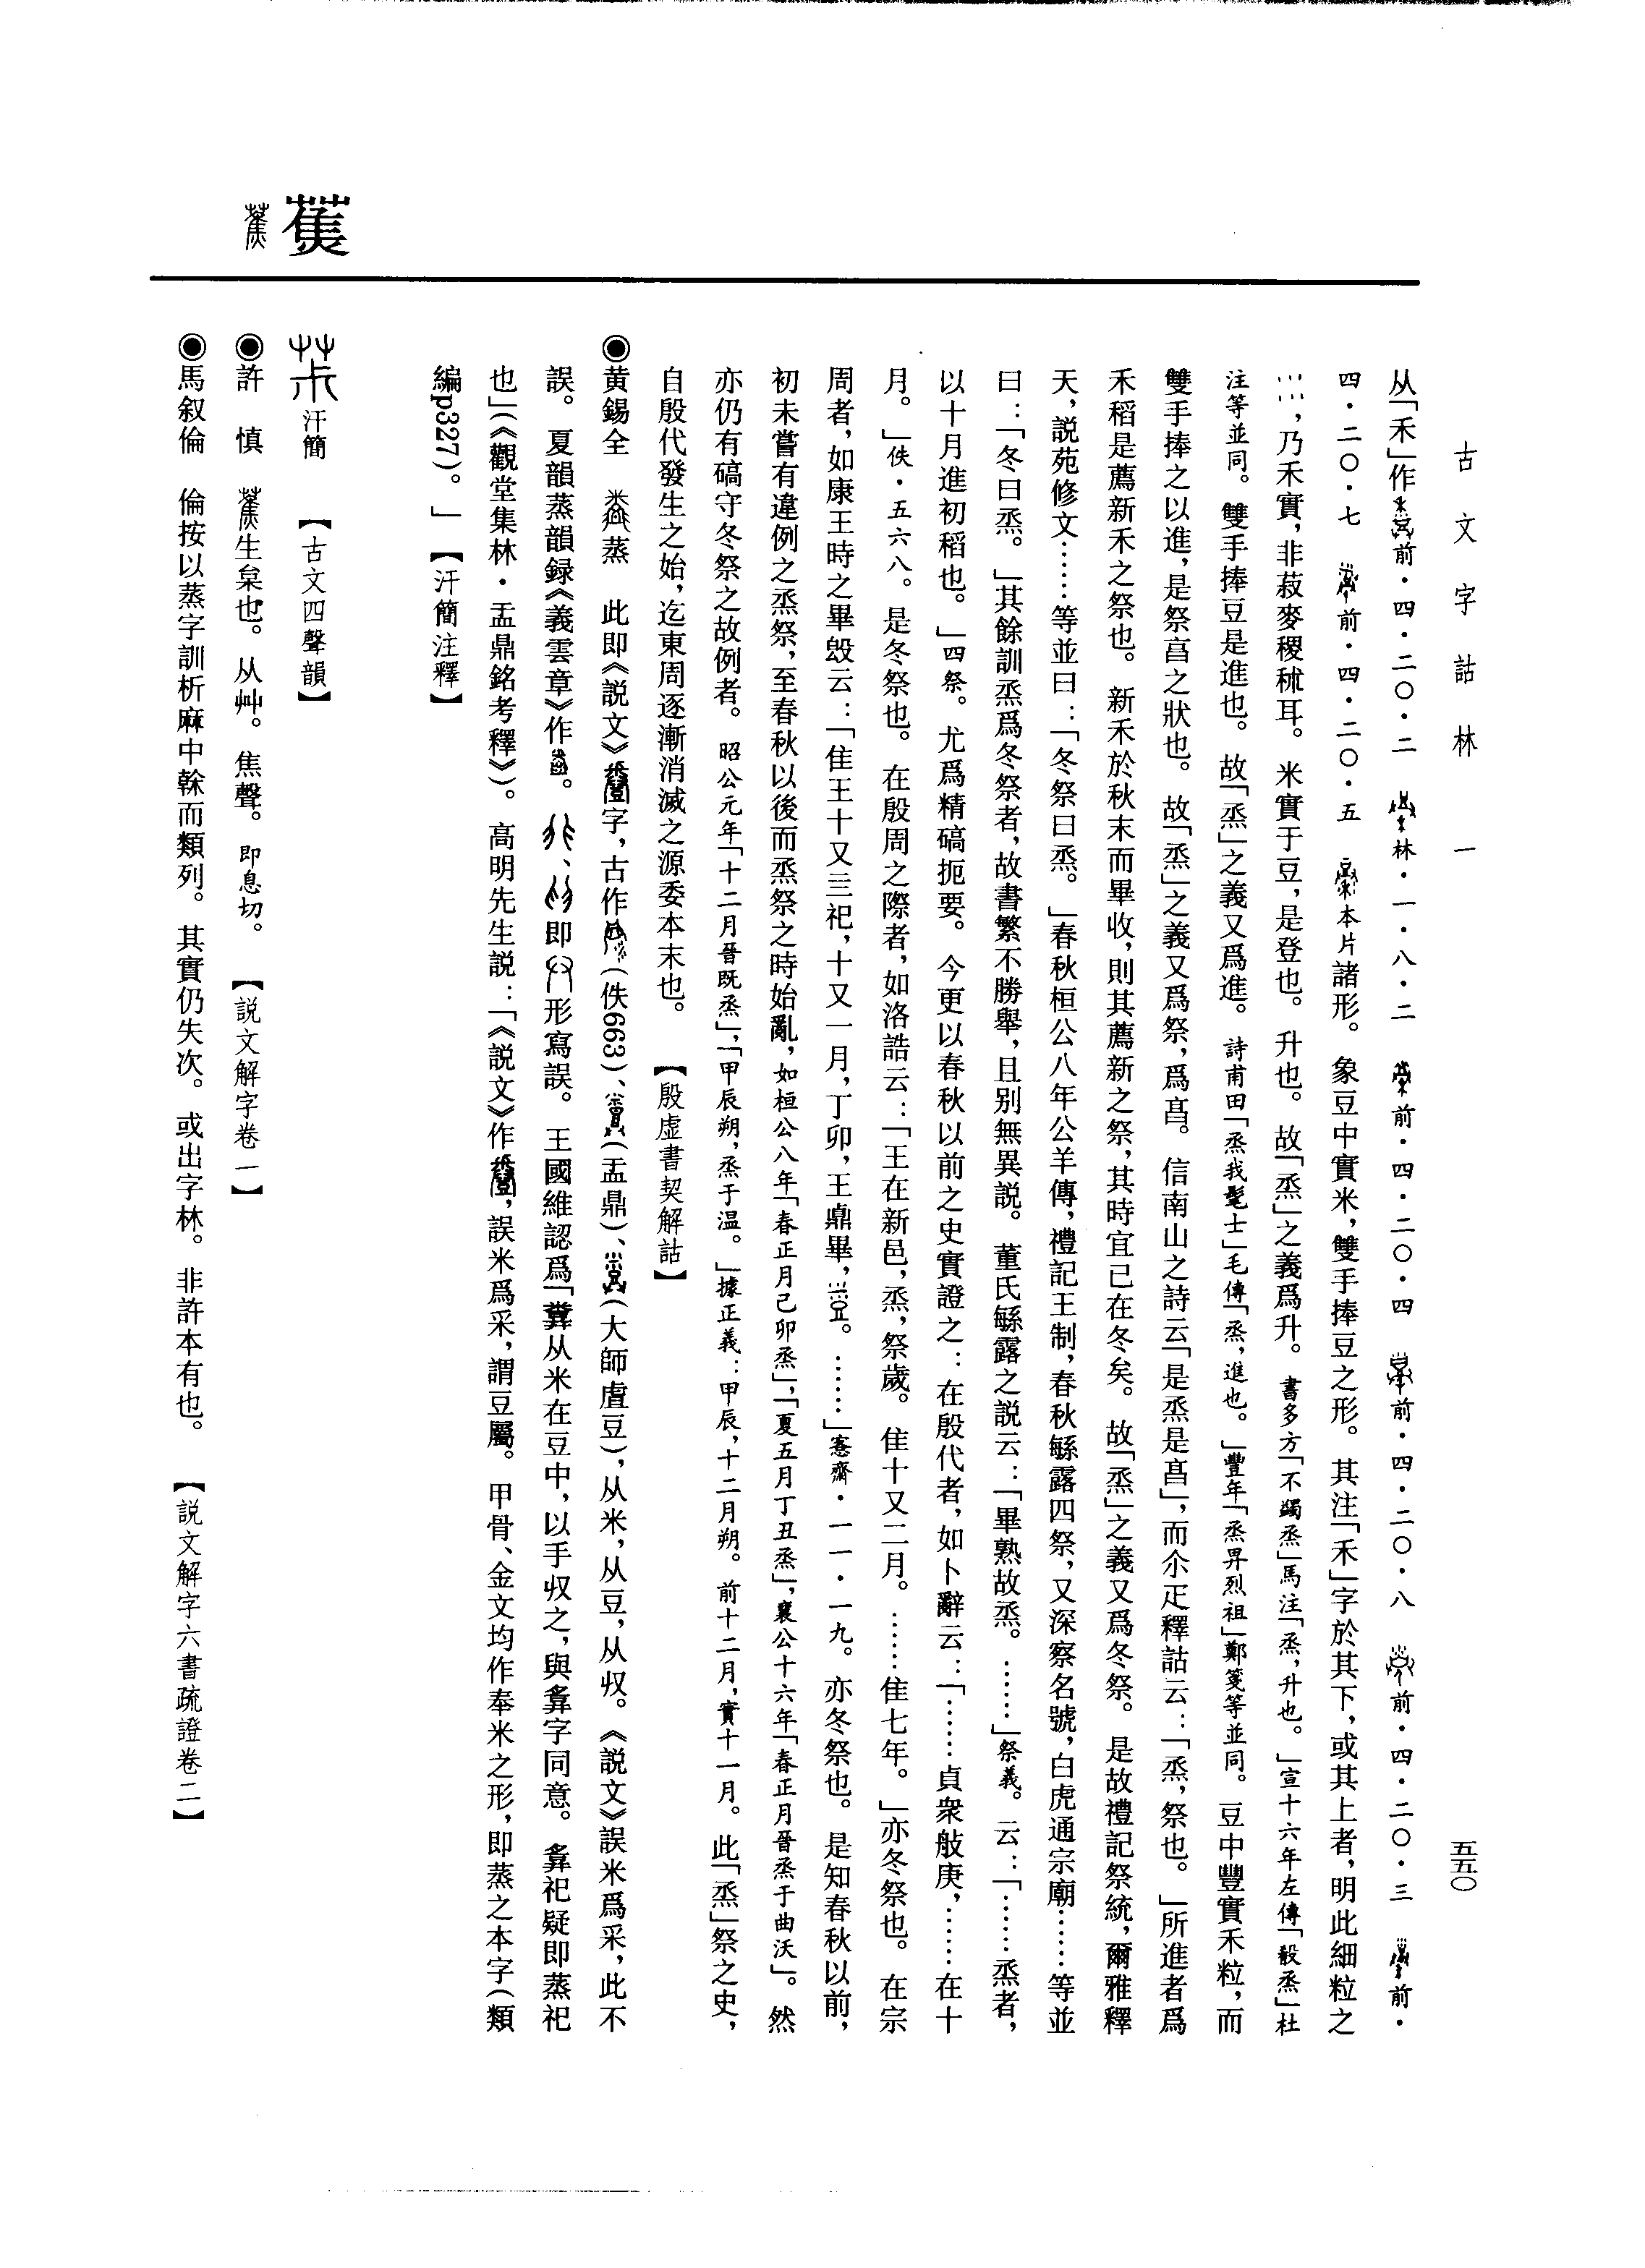 古文字詁林　一
五五〇
从「禾」作前・四・二〇・二　林・一・八・二　前・四・二〇・四　前・四・二〇・八　前・四・二〇・三　前・
四・二〇・七　前・四・二〇・五　本片諸形。象豆中實米，雙手捧豆之形。其注「禾」字於其下，或其上者，明此細粒之
，乃禾實，非菽麥稷秫耳。米實于豆，是登也。升也。故「烝」之義爲升。書多方「不蠲烝」馬注「烝，升也。」宣十六年左傳「殽烝」杜
注等並同。雙手捧豆是進也。故「烝」之義又爲進。詩甫田「烝我髦士」毛傳「烝，進也。」豐年「烝畀烈祖」鄭箋等並同。豆中豐實禾粒，而
雙手捧之以進，是祭亯之狀也。故「烝」之義又爲祭，爲亯。信南山之詩云「是烝是亯」，而尒疋釋詁云：「烝，祭也。」所進者爲
禾稻是薦新禾之祭也。新禾於秋末而畢收，則其薦新之祭，其時宜已在冬矣。故「烝」之義又爲冬祭。是故禮記祭統，爾雅釋
天，説苑修文……等並曰：「冬祭曰烝。」春秋桓公八年公羊傳，禮記王制，春秋繇露四祭，又深察名號，白虎通宗廟……等並
曰：「冬曰烝。」其餘訓烝爲冬祭者，故書繁不勝舉，且別無異説。董氏繇露之説云：「畢熟故烝。……」祭義。云：「……烝者，
以十月進初稻也。」四祭。尤爲精碻扼要。今更以春秋以前之史實證之：在殷代者，如卜辭云：「……貞衆㪿庚，……在十
月。」佚・五六八。是冬祭也。在殷周之際者，如洛誥云：「王在新邑，烝，祭歲。隹十又二月。……隹七年。」亦冬祭也。在宗
周者，如康王時之畢𣪘云：「隹王十又三祀，十又一月，丁卯，王鼎畢，。……」愙齋・一一・一九。亦冬祭也。是知春秋以前，
初未嘗有違例之烝祭，至春秋以後而烝祭之時始亂，如桓公八年「春正月己卯烝」，「夏五月丁丑烝」，襄公十六年「春正月晉烝于曲沃」。然
亦仍有碻守冬祭之故例者。昭公元年「十二月晉既烝」，「甲辰朔，烝于温。」據正義：甲辰，十二月朔。前十二月，實十一月。此「烝」祭之史，
自殷代發生之始，迄東周逐漸消滅之源委本末也。【殷虛書契解詁】
◉黄錫全　蒸　此即《説文》字，古作（佚663）、（盂鼎）、（大師虘豆），从米，从豆，从収。《説文》誤米爲采，此不
誤。夏韻蒸韻録《義雲章》作。、即形寫誤。王國維認爲「从米在豆中，以手収之，與𢍪字同意。𢍪祀疑即蒸祀
也」（《觀堂集林・盂鼎銘考釋》）。高明先生説：「《説文》作，誤米爲采，謂豆屬。甲骨、金文均作奉米之形，即蒸之本字（類
編p327）。」【汗簡注釋】
蕉
汗簡　【古文四聲韻】
◉許　慎　蕉生枲也。从艸。焦聲。即息切。【説文解字卷一】
◉馬叙倫　倫按以蒸字訓析麻中榦而類列。其實仍失次。或出字林。非許本有也。【説文解字六書疏證卷二】